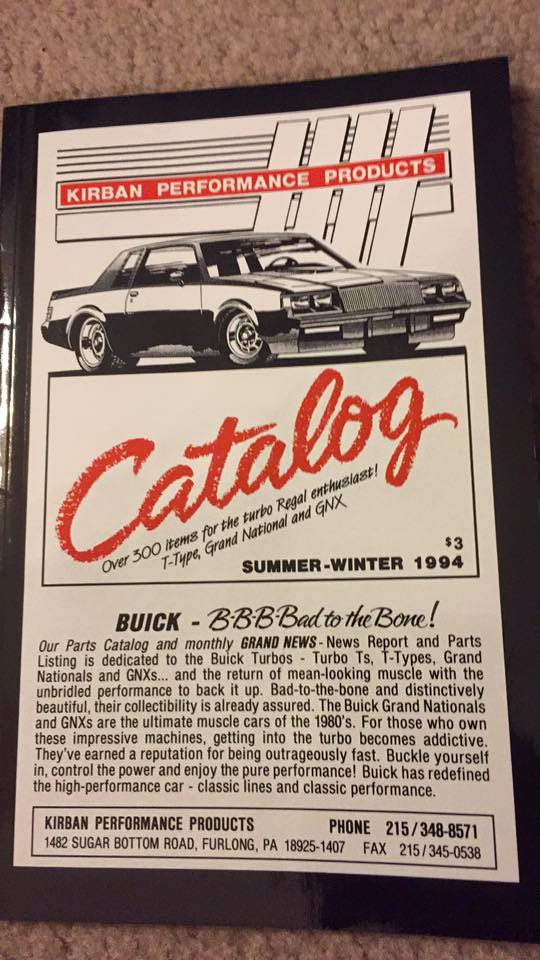 KIRBAN PERFORMANCE PRODUCTS
Catalog
Over 300 items for the turbo Regal enthusiast!
T-Type, Grand National and GNX
$3
SUMMER-WINTER 1994
BUICK - B-B-B-Bad to the Bone!
Our Parts Catalog and monthly GRAND NEWS - News Report and Parts
Listing is dedicated to the Buick Turbos - Turbo Ts, T-Types, Grand
Nationals and GNXs... and the return of mean-looking muscle with the
unbridled performance to back it up. Bad-to-the-bone and distinctively
beautiful, their collectibility is already assured. The Buick Grand Nationals
and GNXs are the ultimate muscle cars of the 1980's. For those who own
these impressive machines, getting into the turbo becomes addictive.
They've earned a reputation for being outrageously fast. Buckle yourself
in, control the power and enjoy the pure performance! Buick has redefined
the high-performance car - classic lines and classic performance.
KIRBAN PERFORMANCE PRODUCTS PHONE 215/348-8571
1482 SUGAR BOTTOM ROAD, FURLONG, PA 18925-1407 FAX 215/345-0538